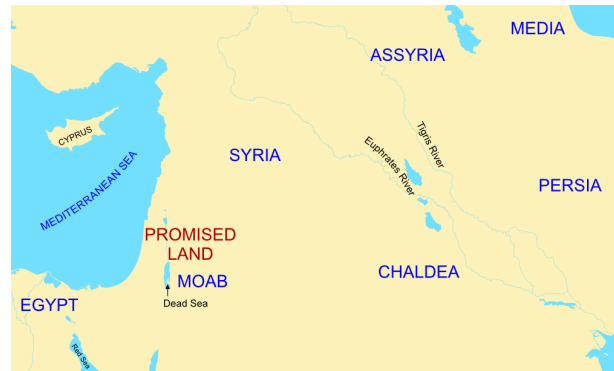 MEDIA
ASSYRIA
CYPRUS
Tigris River
SYRIA
Euphrates River
MEDITERRANEAN SEA
PERSIA
PROMISED
LAND
CHALDEA
MOAB
EGYPT
Dead Sea
Red Sea